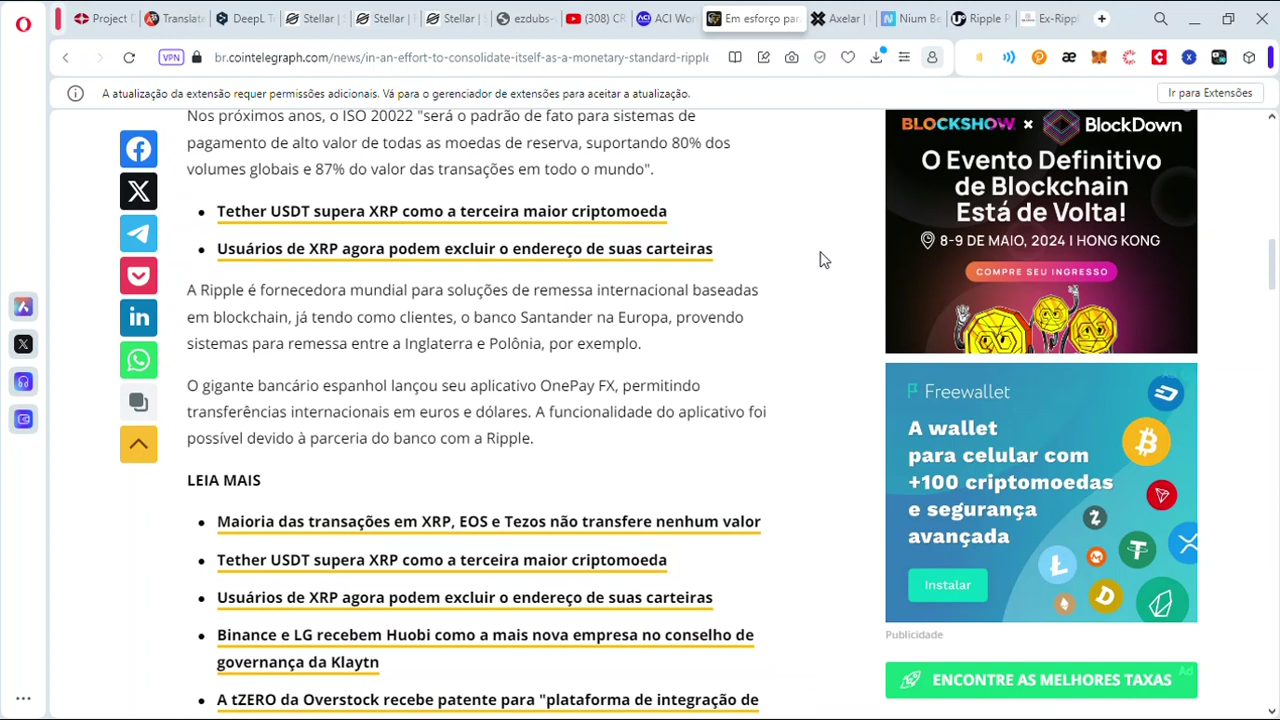 Project D
Translate
DeepL T
Stellar |
Stellar |
Stellar |
ezdubs-
(308) CR
ACI Wor
Em esforço para
Axelar |
Nium Be
Ripple P
Ex-Rippl
VPN
br.cointelegraph.com/news/in-an-effort-to-consolidate-itself-as-a-monetary-standard-ripple
A atualização da extensão requer permissões adicionais. Vá para o gerenciador de extensões para aceitar a atualização.
Ir para Extensões
Nos próximos anos, o ISO 20022 "será o padrão de fato para sistemas de
pagamento de alto valor de todas as moedas de reserva, suportando 80% dos
volumes globais e 87% do valor das transações em todo o mundo".
• Tether USDT supera XRP como a terceira maior criptomoeda
• Usuários de XRP agora podem excluir o endereço de suas carteiras
A Ripple é fornecedora mundial para soluções de remessa internacional baseadas
em blockchain, já tendo como clientes, o banco Santander na Europa, provendo
sistemas para remessa entre a Inglaterra e Polônia, por exemplo.
O gigante bancário espanhol lançou seu aplicativo OnePay FX, permitindo
transferências internacionais em euros e dólares. A funcionalidade do aplicativo foi
possível devido à parceria do banco com a Ripple.
LEIA MAIS
• Maioria das transações em XRP, EOS e Tezos não transfere nenhum valor
• Tether USDT supera XRP como a terceira maior criptomoeda
• Usuários de XRP agora podem excluir o endereço de suas carteiras
• Binance e LG recebem Huobi como a mais nova empresa no conselho de
governança da Klaytn
• A tZERO da Overstock recebe patente para "plataforma de integração de
BLOCKSHOW × BlockDown
O Evento Definitivo
de Blockchain
Está de Volta!
8-9 DE MAIO, 2024 I HONG KONG
COMPRE SEU INGRESSO
Freewallet
A wallet
para celular com
+100 criptomoedas
e segurança
avançada
Instalar
Publicidade
ENCONTRE AS MELHORES TAXAS
Ad